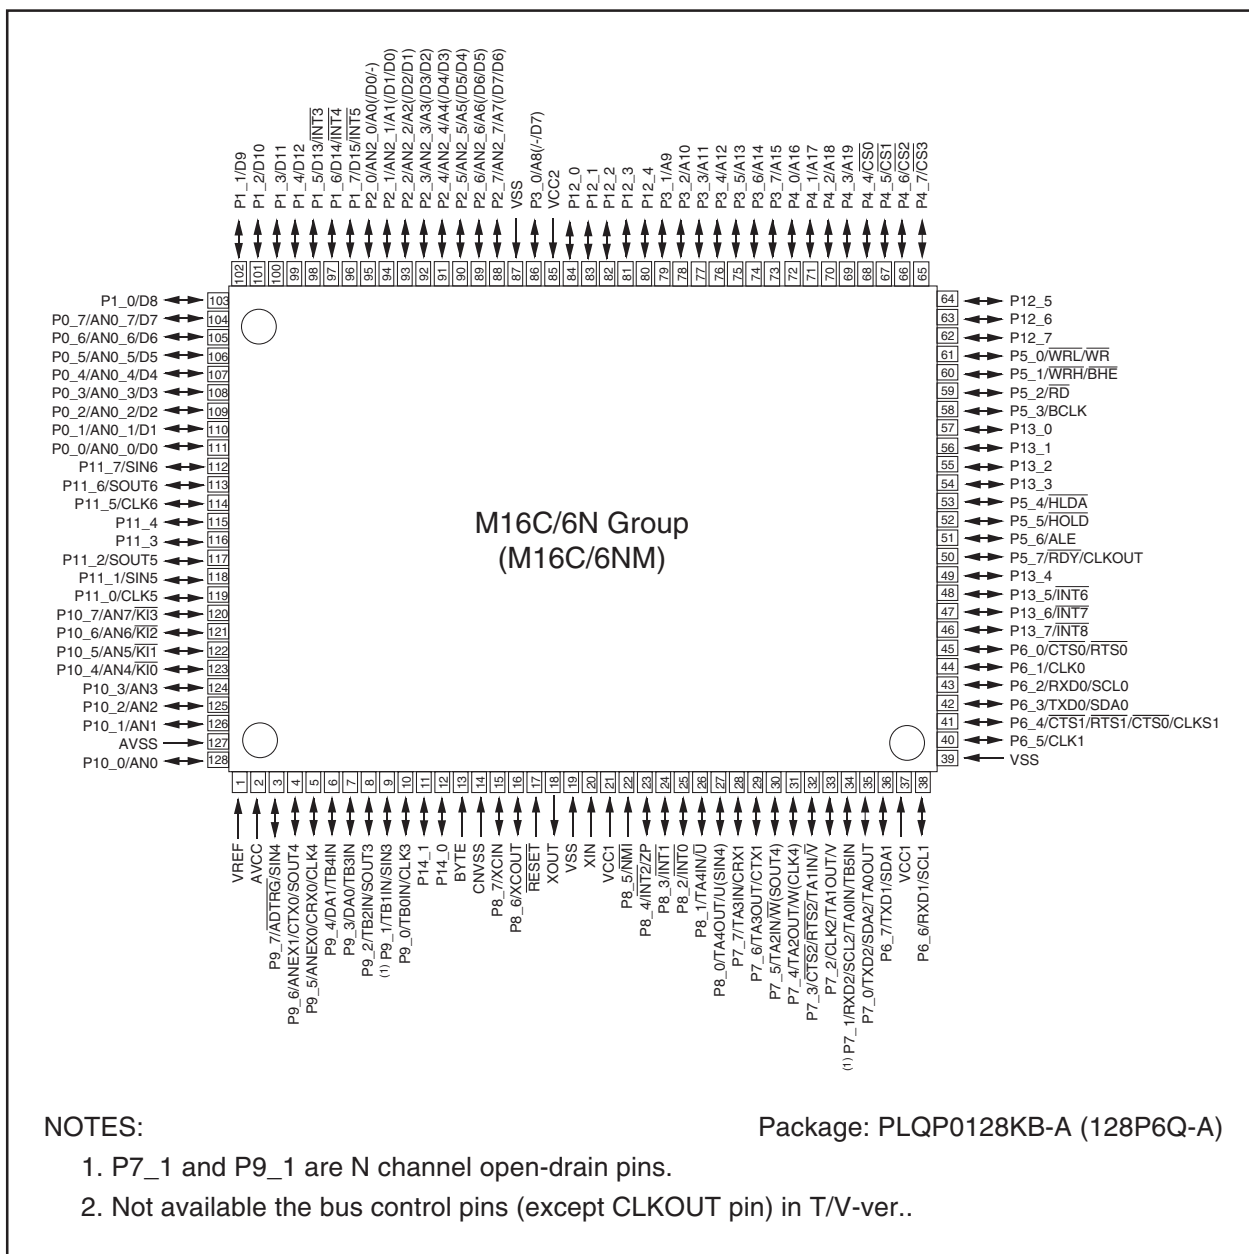 P1_1/D9
P1_2/D10
P1_3/D11
P1_4/D12
P1_5/D13/INT3
P1_6/D14/INT4
P1_7/D15/INT5
P2_0/AN2_0/A0(/D0/-)
P2_1/AN2_1/A1(/D1/D0)
P2_2/AN2_2/A2(/D2/D1)
P2_3/AN2_3/A3(/D3/D2)
P2_4/AN2_4/A4(/D4/D3)
P2_5/AN2_5/A5(/D5/D4)
P2_6/AN2_6/A6(/D6/D5)
P2_7/AN2_7/A7(/D7/D6)
VSS
P3_0/A8(/-/D7)
VCC2
P12_0
P12_1
P12_2
P12_3
P12_4
P3_1/A9
P3_2/A10
P3_3/A11
P3_4/A12
P3_5/A13
P3_6/A14
P3_7/A15
P4_0/A16
P4_1/A17
P4_2/A18
P4_3/A19
P4_4/CS0
P4_5/CS1
P4_6/CS2
P4_7/CS3
102 101 100 99 98 97 96 95 94 93 92 91 90 89 88 87 86 85 84 83 82 81 80 79 78 77 76 75 74 73 72 71 70 69 68 67 66 65
P1_0/D8 103
P0_7/AN0_7/D7 104
P0_6/AN0_6/D6 105
P0_5/AN0_5/D5 106
P0_4/AN0_4/D4 107
P0_3/AN0_3/D3 108
P0_2/AN0_2/D2 109
P0_1/AN0_1/D1 110
P0_0/AN0_0/D0 111
P11_7/SIN6 112
P11_6/SOUT6 113
P11_5/CLK6 114
P11_4 115
P11_3 116
P11_2/SOUT5 117
P11_1/SIN5 118
P11_0/CLK5 119
P10_7/AN7/KI3 120
P10_6/AN6/KI2 121
P10_5/AN5/KI1 122
P10_4/AN4/KI0 123
P10_3/AN3 124
P10_2/AN2 125
P10_1/AN1 126
AVSS 127
P10_0/AN0 128
M16C/6N Group
(M16C/6NM)
64 P12_5
63 P12_6
62 P12_7
61 P5_0/WRL/WR
60 P5_1/WRH/BHE
59 P5_2/RD
58 P5_3/BCLK
57 P13_0
56 P13_1
55 P13_2
54 P13_3
53 P5_4/HLDA
52 P5_5/HOLD
51 P5_6/ALE
50 P5_7/RDY/CLKOUT
49 P13_4
48 P13_5/INT6
47 P13_6/INT7
46 P13_7/INT8
45 P6_0/CTS0/RTS0
44 P6_1/CLK0
43 P6_2/RXD0/SCL0
42 P6_3/TXD0/SDA0
41 P6_4/CTS1/RTS1/CTS0/CLKS1
40 P6_5/CLK1
39 VSS
1 2 3 4 5 6 7 8 9 10 11 12 13 14 15 16 17 18 19 20 21 22 23 24 25 26 27 28 29 30 31 32 33 34 35 36 37 38
VREF
AVCC
P9_7/ADTRG/SIN4
P9_6/ANEX1/CTX0/SOUT4
P9_5/ANEX0/CRX0/CLK4
P9_4/DA1/TB4IN
P9_3/DA0/TB3IN
P9_2/TB2IN/SOUT3
(1) P9_1/TB1IN/SIN3
P9_0/TB0IN/CLK3
P14_1
P14_0
BYTE
CNVSS
P8_7/XCIN
P8_6/XCOUT
RESET
XOUT
VSS
XIN
VCC1
P8_5/NMI
P8_4/INT2/ZP
P8_3/INT1
P8_2/INT0
P8_1/TA4IN/U
P8_0/TA4OUT/U(SIN4)
P7_7/TA3IN/CRX1
P7_6/TA3OUT/CTX1
P7_5/TA2IN/W(SOUT4)
P7_4/TA2OUT/W(CLK4)
P7_3/CTS2/RTS2/TA1IN/V
P7_2/CLK2/TA1OUT/V
(1) P7_1/RXD2/SCL2/TA0IN/TB5IN
P7_0/TXD2/SDA2/TA0OUT
P6_7/TXD1/SDA1
VCC1
P6_6/RXD1/SCL1
NOTES:
Package: PLQP0128KB-A (128P6Q-A)
1. P7_1 and P9_1 are N channel open-drain pins.
2. Not available the bus control pins (except CLKOUT pin) in T/V-ver..